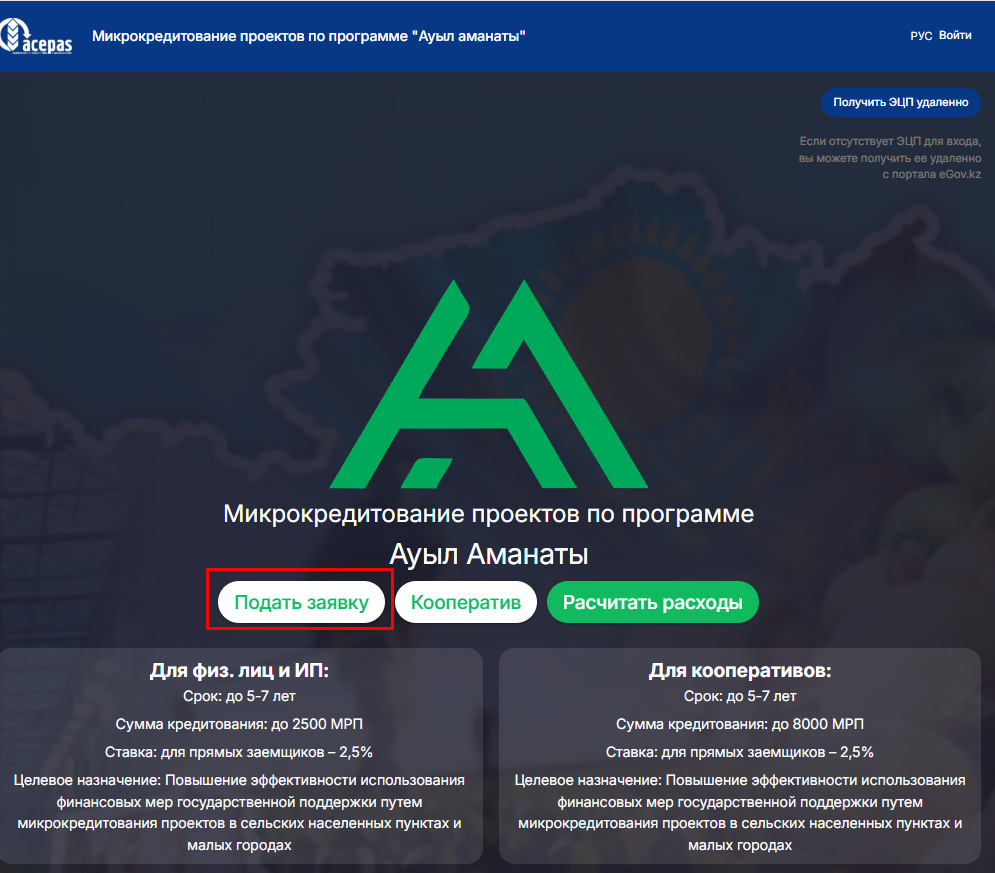 acepas
Микрокредитование проектов по программе "Ауыл аманаты"
РУС Войти
Получить ЭЦП удаленно
Если отсутствует ЭЦП для входа,
вы можете получить ее удаленно
с портала eGov.kz
Микрокредитование проектов по программе
Ауыл Аманаты
Подать заявку
Кооператив
Расчитать расходы
Для физ. лиц и ИП:
Срок: до 5-7 лет
Сумма кредитования: до 2500 МРП
Ставка: для прямых заемщиков – 2,5%
Целевое назначение: Повышение эффективности использования
финансовых мер государственной поддержки путем
микрокредитования проектов в сельских населенных пунктах и
малых городах
Для кооперативов:
Срок: до 5-7 лет
Сумма кредитования: до 8000 МРП
Ставка: для прямых заемщиков – 2,5%
Целевое назначение: Повышение эффективности использования
финансовых мер государственной поддержки путем
микрокредитования проектов в сельских населенных пунктах и
малых городах